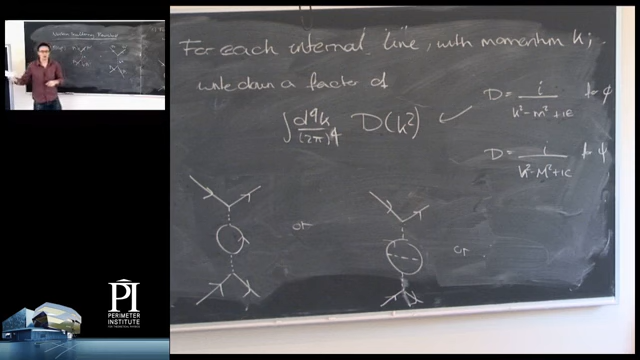 For each internal line, with momentum k;
write down a factor of
∫ d⁴k/(2π)⁴ D(k²)
D = i/(k²-m²+iε) for φ
D = i/(k²-M²+iε) for ψ
or
or
PI
PERIMETER
INSTITUTE